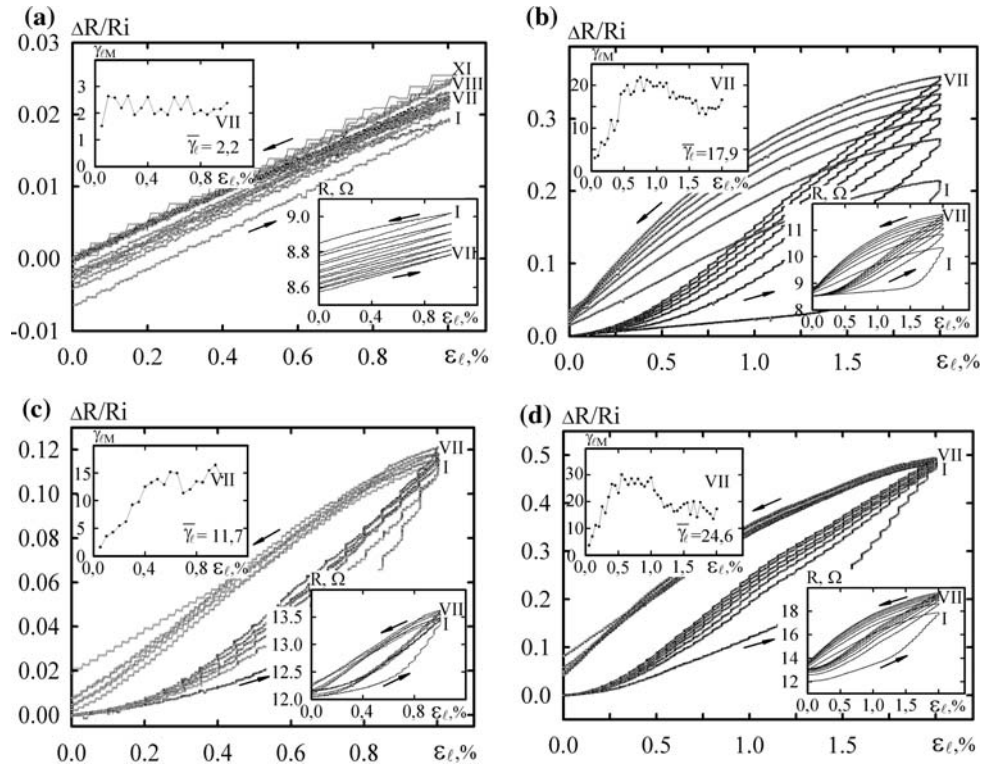 (a) ΔR/Ri
0.03
0.02
0.01
0.00
-0.01
0.0 0.2 0.4 0.6 0.8 εℓ,%
XI
VIII
VII
I
γℓM
3
2
1
0
VII
γ̅ℓ = 2,2
0,0 0,4 0,8 εℓ,%
R, Ω
9.0
8.8
8.6
I
VII
0,0 0,4 0,8 εℓ,%
(b) ΔR/Ri
0.3
0.2
0.1
0.0
0.0 0.5 1.0 1.5 εℓ,%
VII
I
γℓM
20
10
0
VII
γ̅ℓ=17,9
0,0 0,5 1,0 1,5 εℓ,%
11
10
9
8
VII
I
0,0 0,5 1,0 1,5 εℓ,%
(c) ΔR/Ri
0.12
0.10
0.08
0.06
0.04
0.02
0.00
0.0 0.2 0.4 0.6 0.8 εℓ,%
VII
I
γℓM
15
10
5
0
VII
γ̅ℓ = 11,7
0,0 0,4 0,8 εℓ,%
R, Ω
13.5
12.5
12.0
VII
I
0,0 0,4 0,8 εℓ,%
(d) ΔR/Ri
0.5
0.4
0.3
0.2
0.1
0.0
0.0 0.5 1.0 1.5 εℓ,%
VII
I
γℓM
30
20
10
0
VII
γ̅ℓ=24,6
0,0 0,5 1,0 1,5 εℓ,%
R, Ω
18
16
14
13
12
VII
I
0,0 0,5 1,0 1,5 εℓ,%